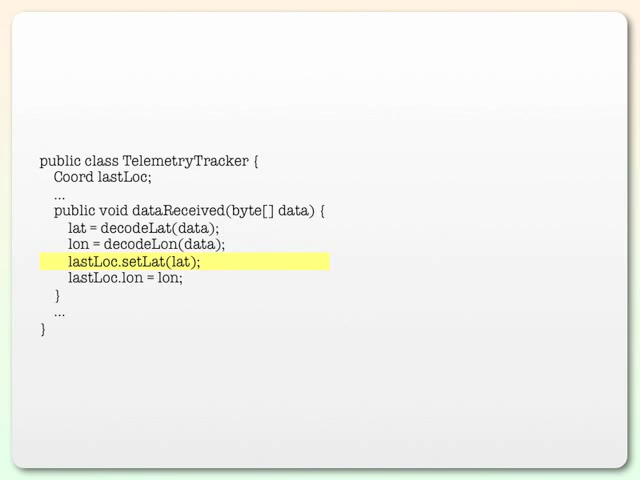 public class TelemetryTracker {
Coord lastLoc;
...
public void dataReceived(byte[] data) {
lat = decodeLat(data);
lon = decodeLon(data);
lastLoc.setLat(lat);
lastLoc.lon = lon;
}
...
}